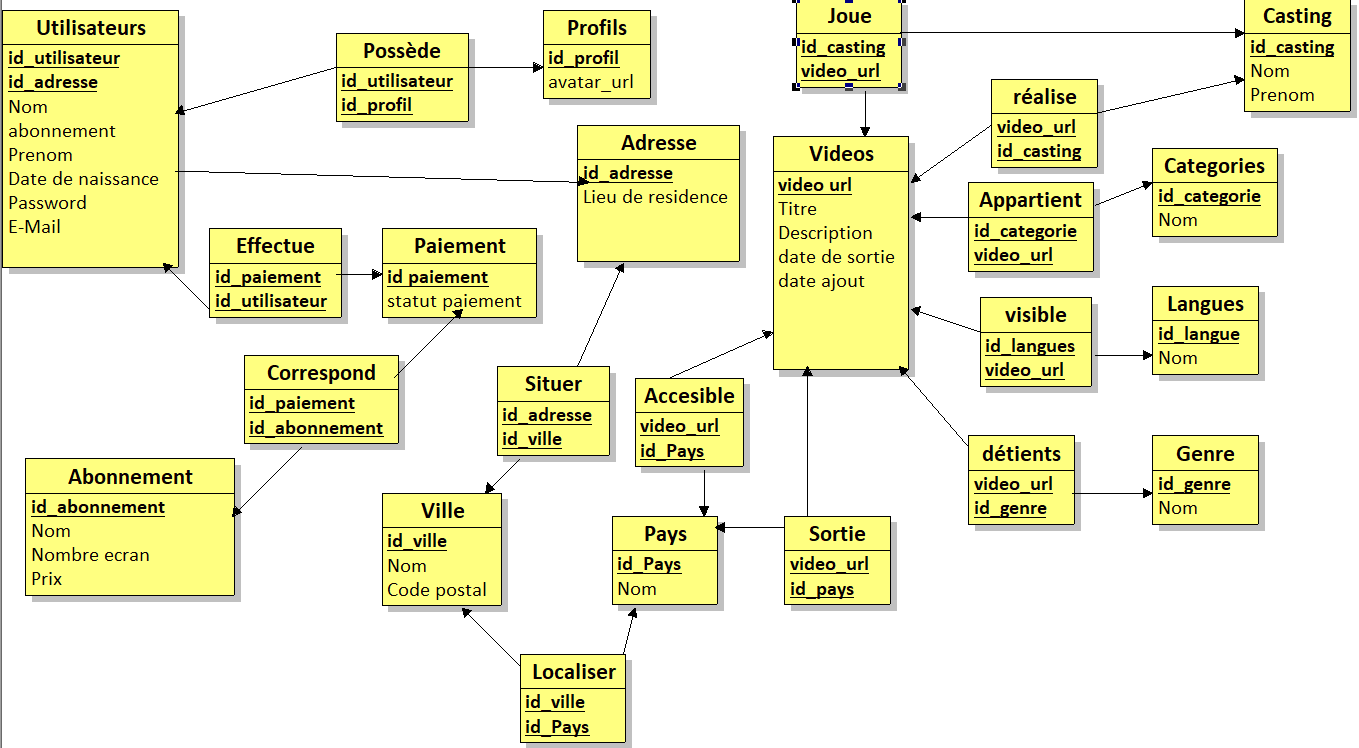 Utilisateurs
id_utilisateur
id_adresse
Nom
abonnement
Prenom
Date de naissance
Password
E-Mail
Possède
id_utilisateur
id_profil
Profils
id_profil
avatar_url
Joue
id_casting
video_url
Casting
id_casting
Nom
Prenom
réalise
video_url
id_casting
Adresse
id_adresse
Lieu de residence
Videos
video url
Titre
Description
date de sortie
date ajout
Appartient
id_categorie
video_url
Categories
id_categorie
Nom
Effectue
id_paiement
id_utilisateur
Paiement
id paiement
statut paiement
visible
id_langues
video_url
Langues
id_langue
Nom
Correspond
id_paiement
id_abonnement
Situer
id_adresse
id_ville
Accesible
video_url
id_Pays
détients
video_url
id_genre
Genre
id_genre
Nom
Abonnement
id_abonnement
Nom
Nombre ecran
Prix
Ville
id_ville
Nom
Code postal
Pays
id_Pays
Nom
Sortie
video_url
id_pays
Localiser
id_ville
id_Pays